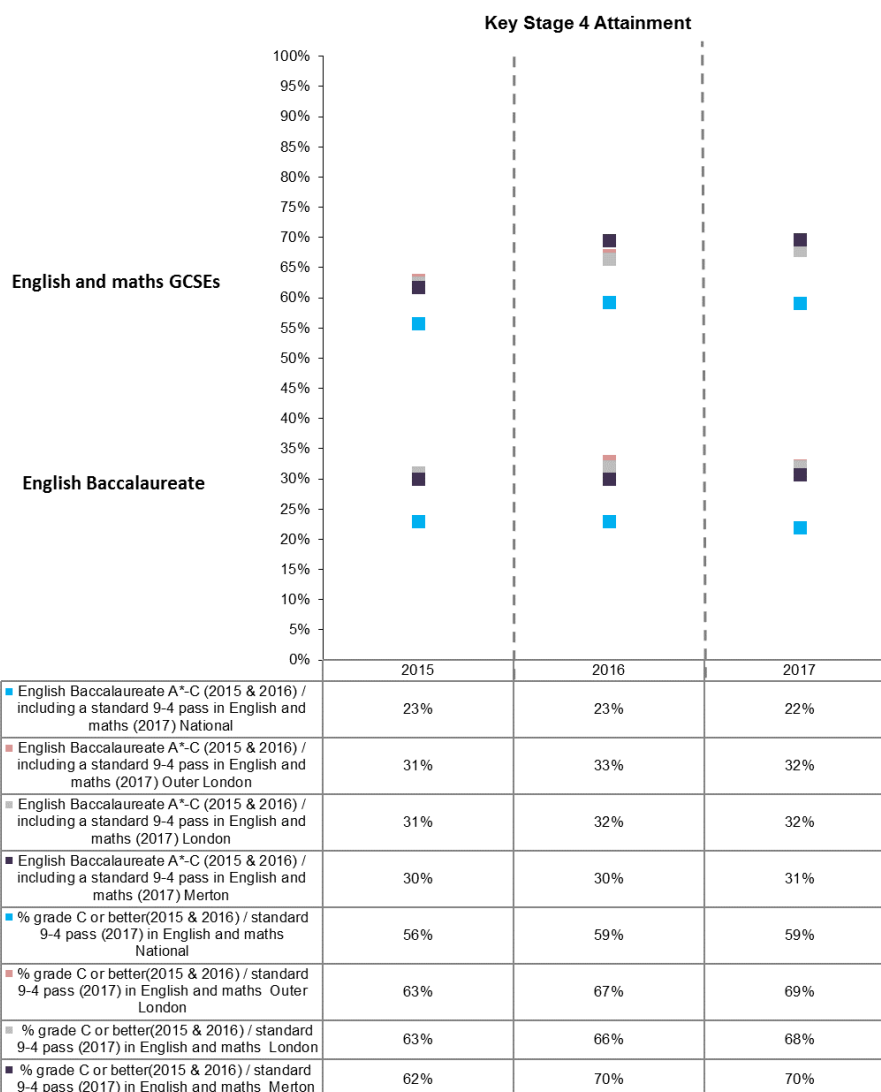 Key Stage 4 Attainment
100%
95%
90%
85%
80%
75%
70%
65%
60%
55%
50%
45%
40%
35%
30%
25%
20%
15%
10%
5%
0%
English and maths GCSEs
English Baccalaureate
2015 2016 2017
English Baccalaureate A*-C (2015 & 2016) /
including a standard 9-4 pass in English and
maths (2017) National
23% 23% 22%
English Baccalaureate A*-C (2015 & 2016) /
including a standard 9-4 pass in English and
maths (2017) Outer London
31% 33% 32%
English Baccalaureate A*-C (2015 & 2016) /
including a standard 9-4 pass in English and
maths (2017) London
31% 32% 32%
English Baccalaureate A*-C (2015 & 2016) /
including a standard 9-4 pass in English and
maths (2017) Merton
30% 30% 31%
% grade C or better(2015 & 2016) / standard
9-4 pass (2017) in English and maths
National
56% 59% 59%
% grade C or better(2015 & 2016) / standard
9-4 pass (2017) in English and maths Outer
London
63% 67% 69%
% grade C or better(2015 & 2016) / standard
9-4 pass (2017) in English and maths London
63% 66% 68%
% grade C or better(2015 & 2016) / standard
9-4 pass (2017) in English and maths Merton
62% 70% 70%